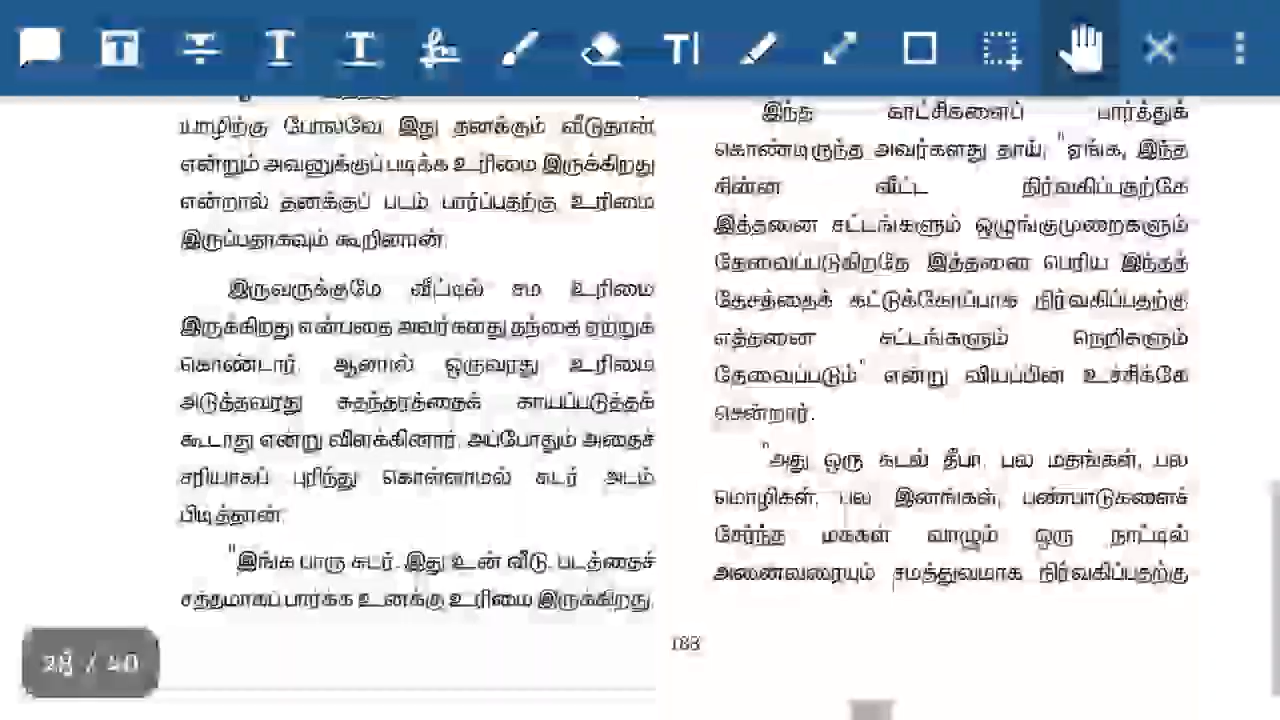 யாழிற்கு போலவே இது தனக்கும் வீடுதான்
என்றும் அவனுக்குப் படிக்க உரிமை இருக்கிறது
என்றால் தனக்குப் படம் பார்ப்பதற்கு உரிமை
இருப்பதாகவும் கூறினான்.
இருவருக்குமே வீட்டில் சம உரிமை
இருக்கிறது என்பதை அவர்களது தந்தை ஏற்றுக்
கொண்டார். ஆனால் ஒருவரது உரிமை
அடுத்தவரது சுதந்தரத்தைக் காயப்படுத்தக்
கூடாது என்று விளக்கினார். அப்போதும் அதைச்
சரியாகப் புரிந்து கொள்ளாமல் சுடர் அடம்
பிடித்தான்.
"இங்க பாரு சுடர். இது உன் வீடு. படத்தைச்
சத்தமாகப் பார்க்க உனக்கு உரிமை இருக்கிறது.
28 / 40
இந்த காட்சிகளைப் பார்த்துக்
கொண்டிருந்த அவர்களது தாய், "ஏங்க, இந்த
சின்ன வீட்ட நிர்வகிப்பதற்கே
இத்தனை சட்டங்களும் ஒழுங்குமுறைகளும்
தேவைப்படுகிறதே இத்தனை பெரிய இந்தத்
தேசத்தைக் கட்டுக்கோப்பாக நிர்வகிப்பதற்கு
எத்தனை சட்டங்களும் நெறிகளும்
தேவைப்படும்" என்று வியப்பின் உச்சிக்கே
சென்றார்.
"அது ஒரு கடல் தீபா. பல மதங்கள், பல
மொழிகள், பல இனங்கள், பண்பாடுகளைச்
சேர்ந்த மக்கள் வாழும் ஒரு நாட்டில்
அனைவரையும் சமத்துவமாக நிர்வகிப்பதற்கு